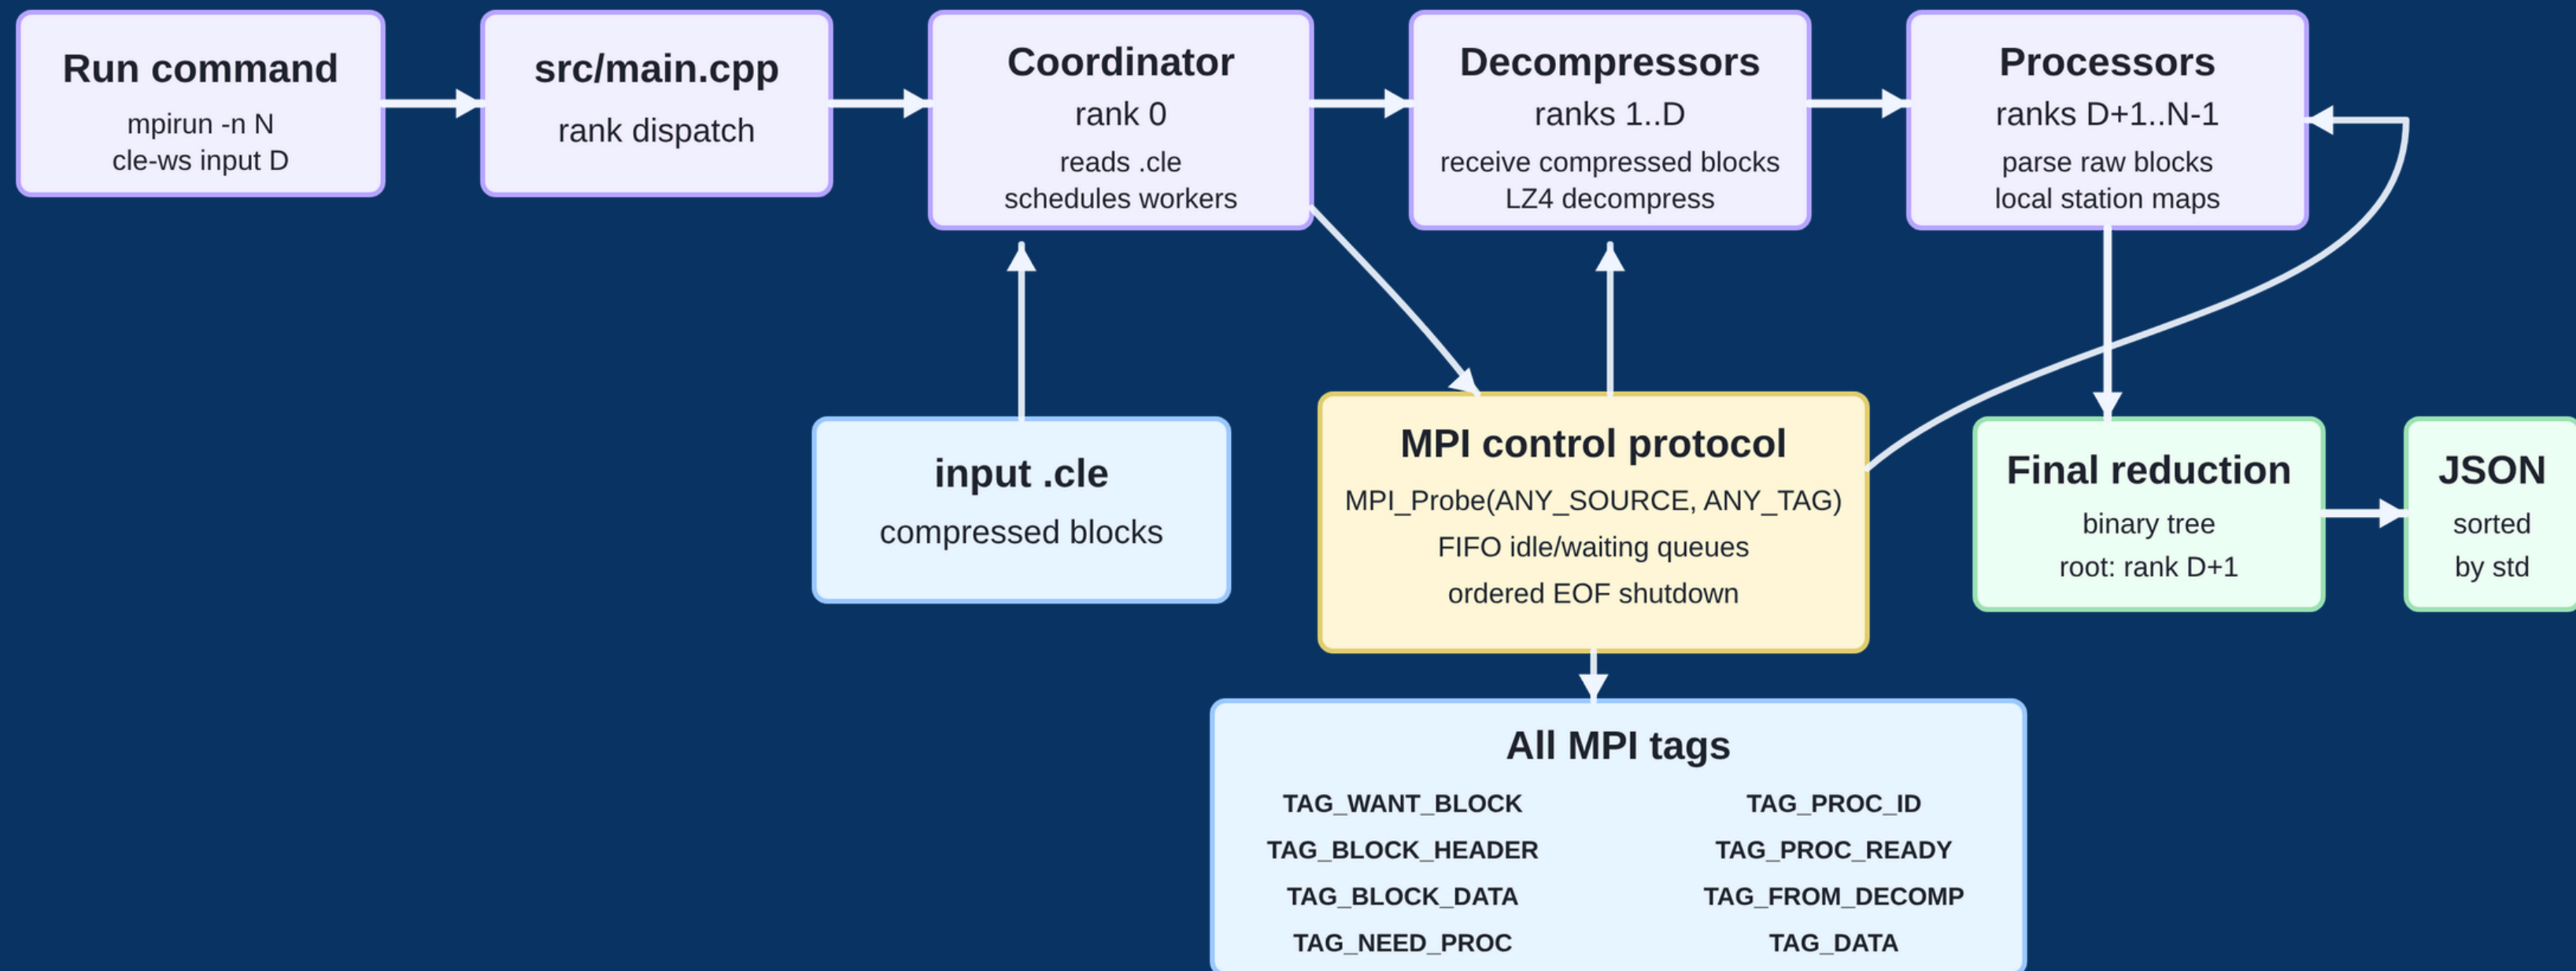 Run command
mpirun -n N
cle-ws input D
src/main.cpp
rank dispatch
Coordinator
rank 0
reads .cle
schedules workers
Decompressors
ranks 1..D
receive compressed blocks
LZ4 decompress
Processors
ranks D+1..N-1
parse raw blocks
local station maps
input .cle
compressed blocks
MPI control protocol
MPI_Probe(ANY_SOURCE, ANY_TAG)
FIFO idle/waiting queues
ordered EOF shutdown
Final reduction
binary tree
root: rank D+1
JSON
sorted
by std
All MPI tags
TAG_WANT_BLOCK
TAG_BLOCK_HEADER
TAG_BLOCK_DATA
TAG_NEED_PROC
TAG_PROC_ID
TAG_PROC_READY
TAG_FROM_DECOMP
TAG_DATA